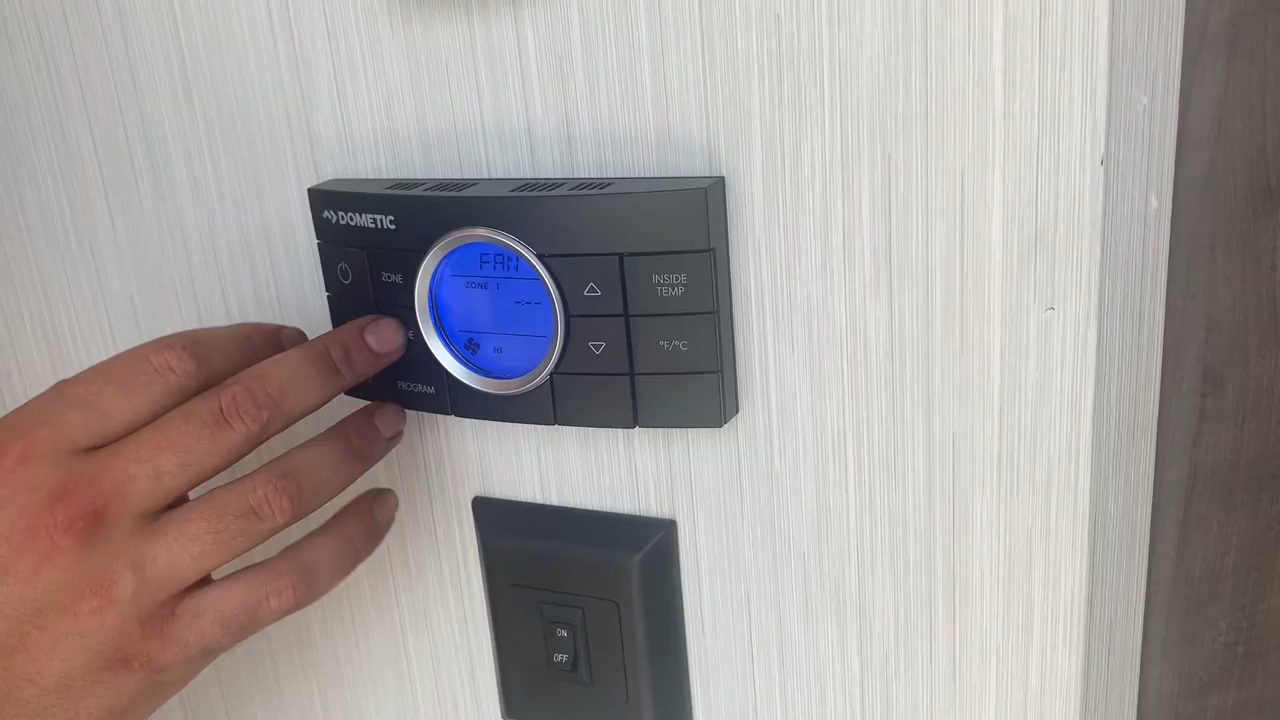 DOMETIC
ZONE
FAN
ZONE 1
--:--
HI
PROGRAM
INSIDE
TEMP
°F/°C
ON
OFF